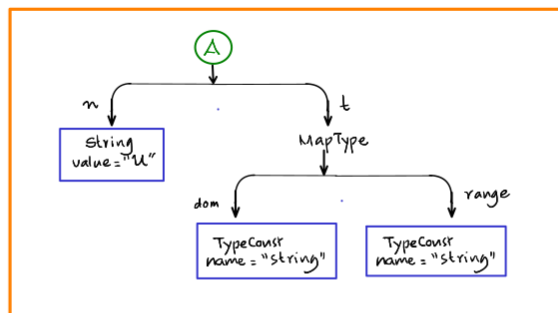 A
n
t
String
value="U"
MapType
dom
range
TypeConst
name = "string"
TypeConst
name = "string"